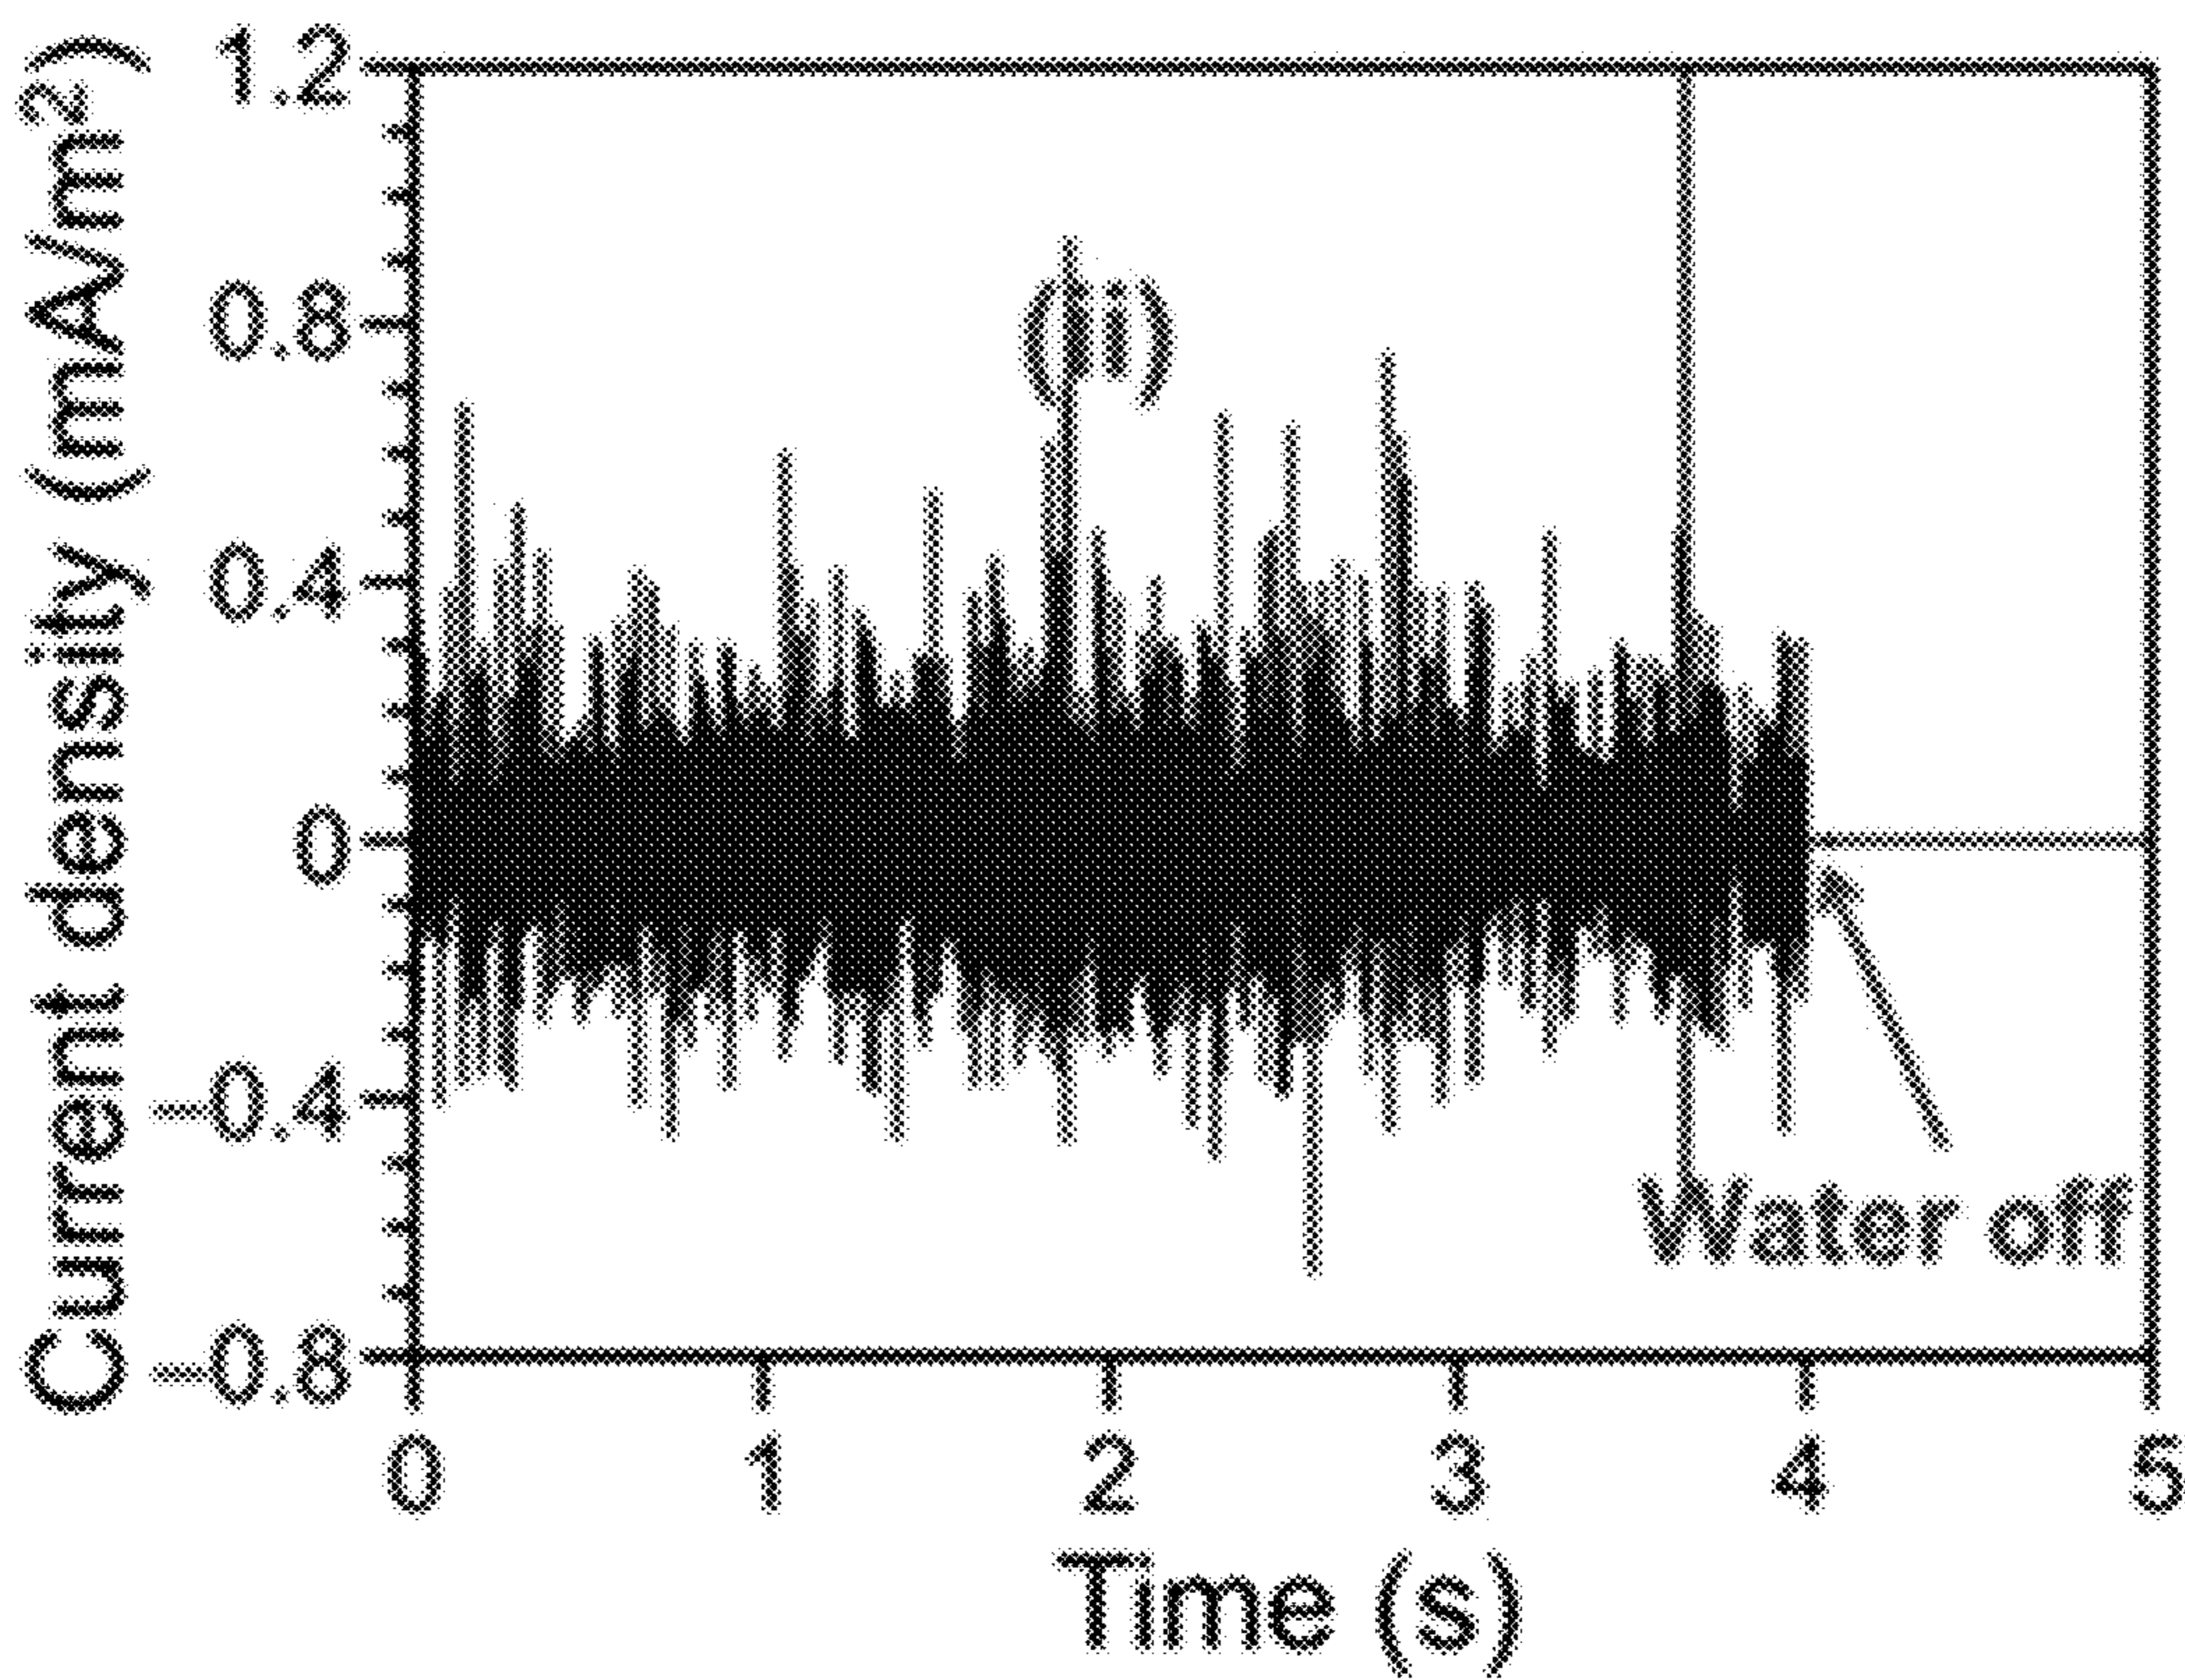 Current density (mA/m²)
1.2
0.8
0.4
0
−0.4
−0.8
(ii)
Water off
0 1 2 3 4 5
Time (s)